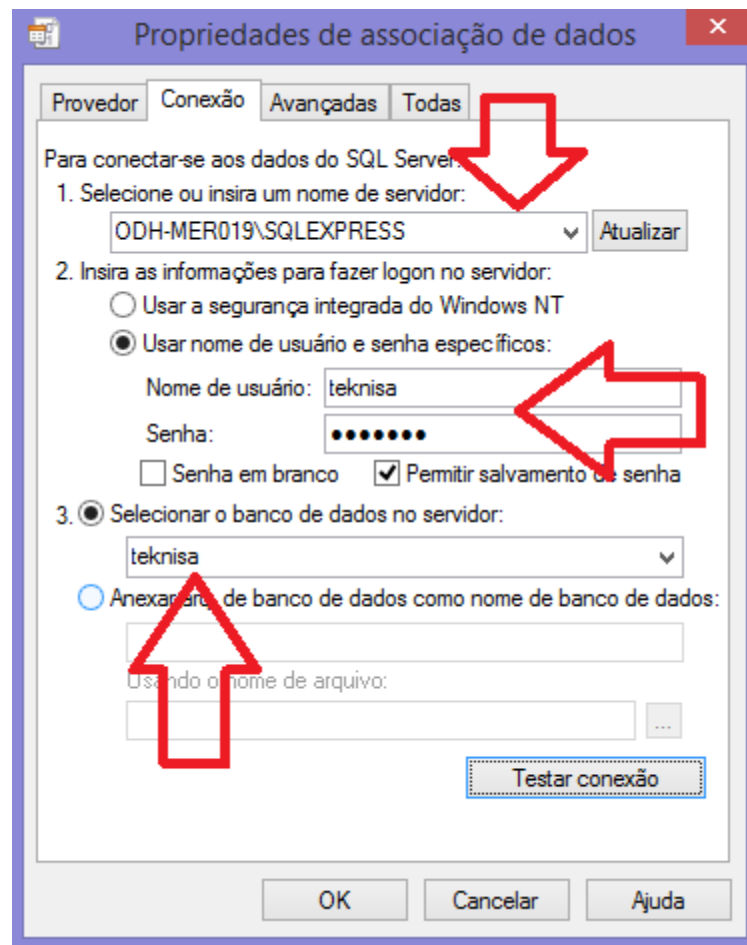 Propriedades de associação de dados
Provedor Conexão Avançadas Todas
Para conectar-se aos dados do SQL Server:
1. Selecione ou insira um nome de servidor:
ODH-MER019\SQLEXPRESS Atualizar
2. Insira as informações para fazer logon no servidor:
Usar a segurança integrada do Windows NT
Usar nome de usuário e senha específicos:
Nome de usuário: teknisa
Senha: •••••••
Senha em branco Permitir salvamento de senha
3. Selecionar o banco de dados no servidor:
teknisa
Anexar de banco de dados como nome de banco de dados:
Usando o nome de arquivo:
...
Testar conexão
OK Cancelar Ajuda